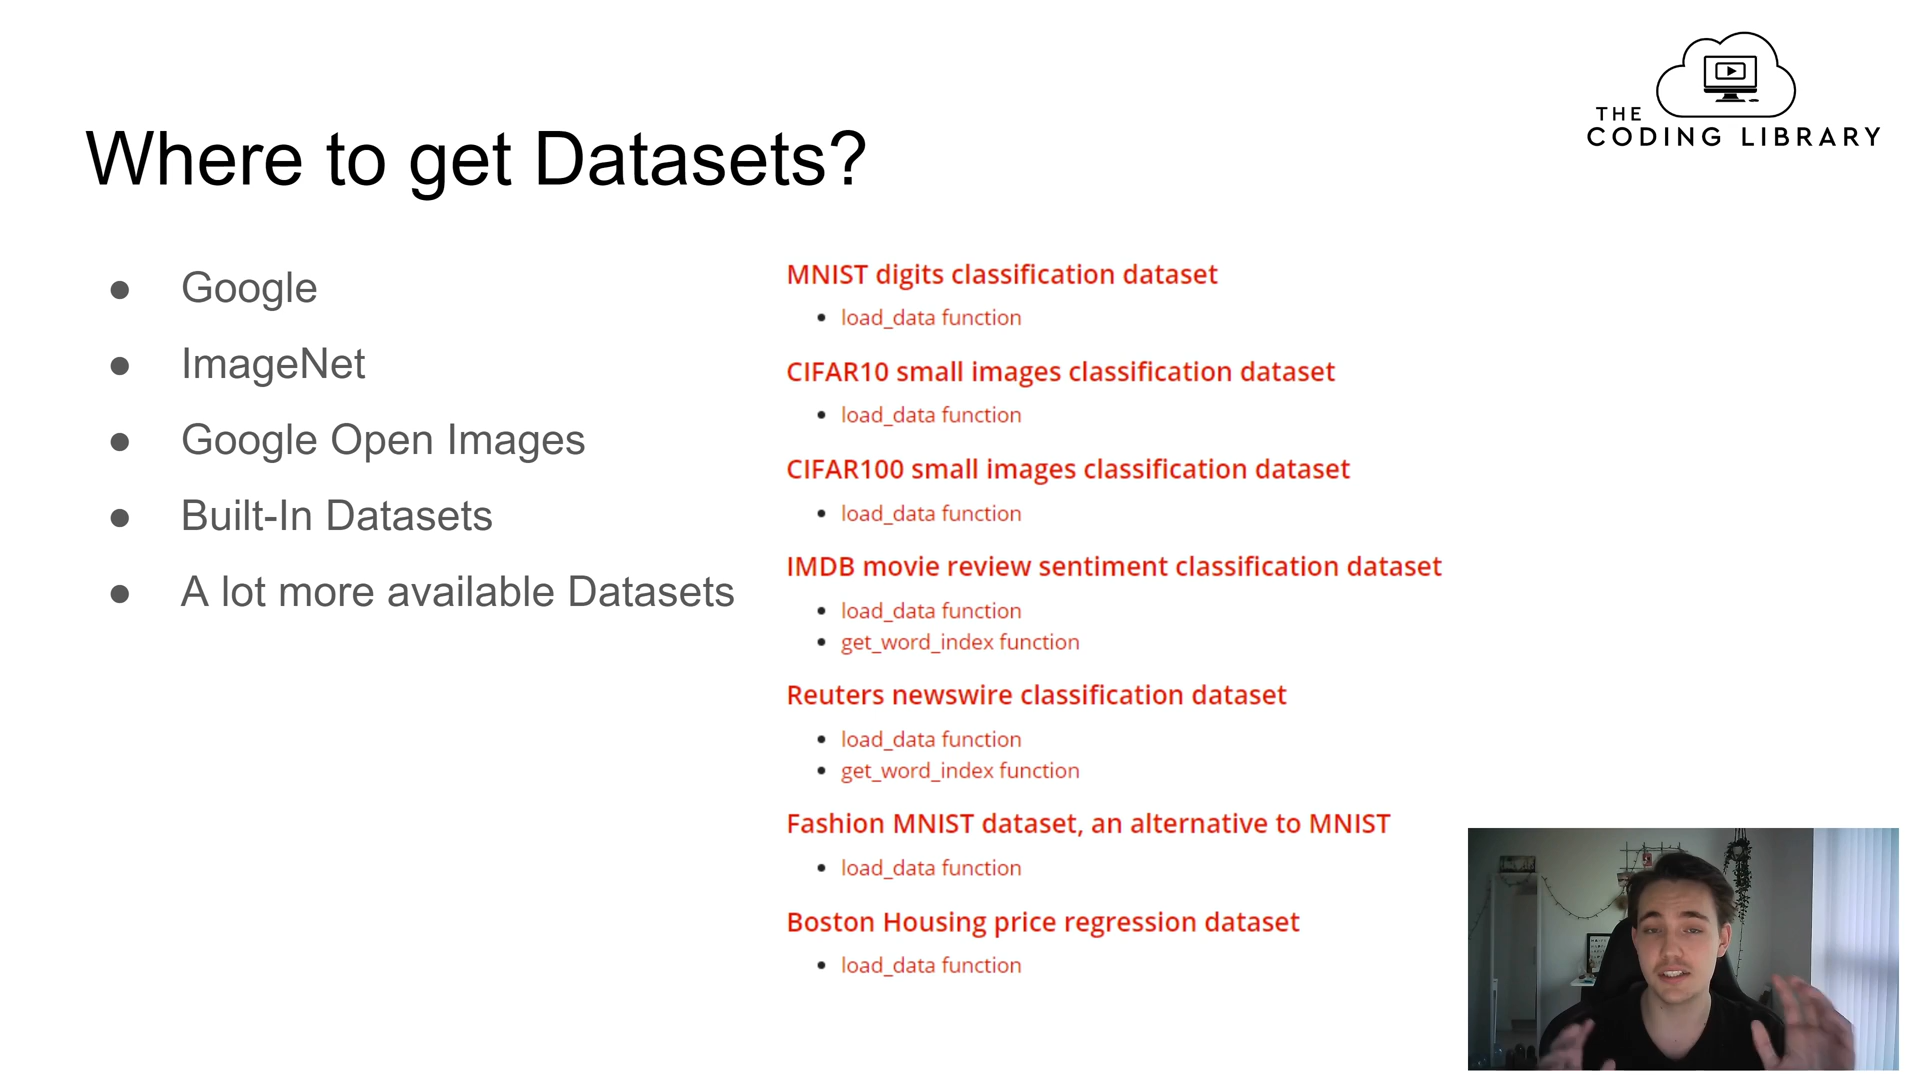 THE
CODING LIBRARY
Where to get Datasets?
● Google
● ImageNet
● Google Open Images
● Built-In Datasets
● A lot more available Datasets
MNIST digits classification dataset
• load_data function
CIFAR10 small images classification dataset
• load_data function
CIFAR100 small images classification dataset
• load_data function
IMDB movie review sentiment classification dataset
• load_data function
• get_word_index function
Reuters newswire classification dataset
• load_data function
• get_word_index function
Fashion MNIST dataset, an alternative to MNIST
• load_data function
Boston Housing price regression dataset
• load_data function